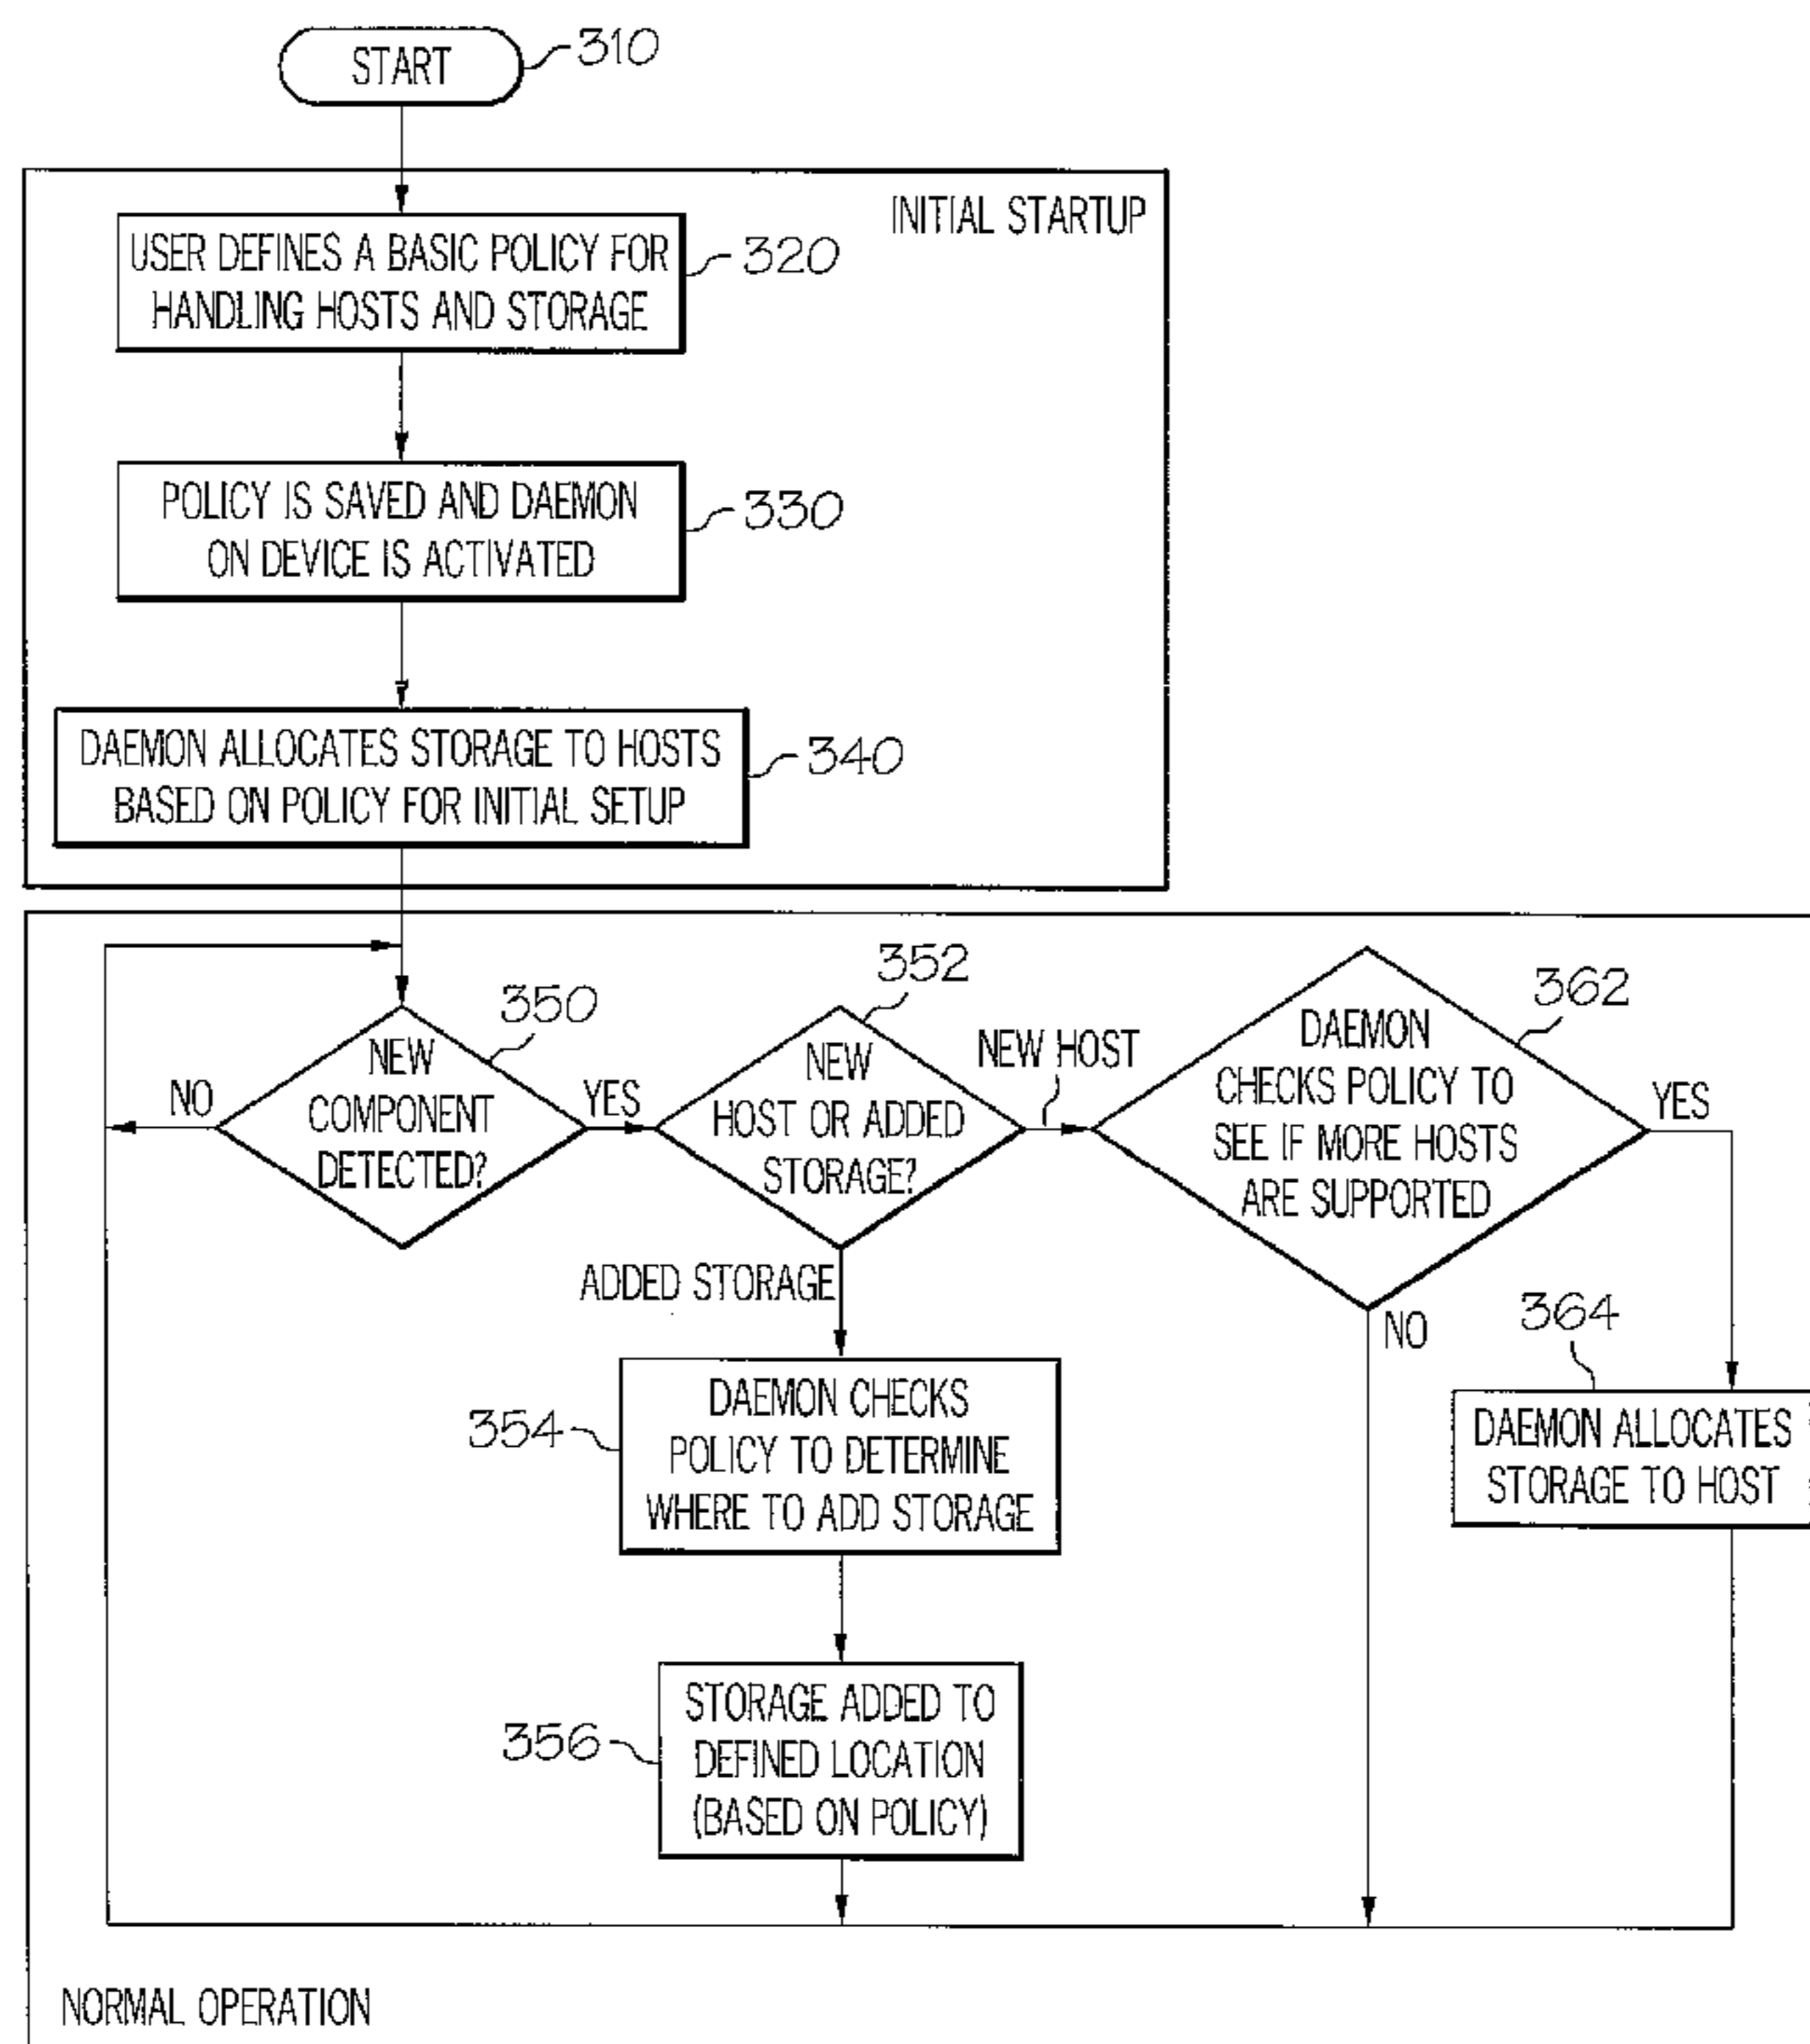 START
310
INITIAL STARTUP
USER DEFINES A BASIC POLICY FOR
HANDLING HOSTS AND STORAGE
320
POLICY IS SAVED AND DAEMON
ON DEVICE IS ACTIVATED
330
DAEMON ALLOCATES STORAGE TO HOSTS
BASED ON POLICY FOR INITIAL SETUP
340
350
NEW
COMPONENT
DETECTED?
NO
YES
352
NEW
HOST OR ADDED
STORAGE?
NEW HOST
362
DAEMON
CHECKS POLICY TO
SEE IF MORE HOSTS
ARE SUPPORTED
YES
NO
ADDED STORAGE
354
DAEMON CHECKS
POLICY TO DETERMINE
WHERE TO ADD STORAGE
364
DAEMON ALLOCATES
STORAGE TO HOST
356
STORAGE ADDED TO
DEFINED LOCATION
(BASED ON POLICY)
NORMAL OPERATION